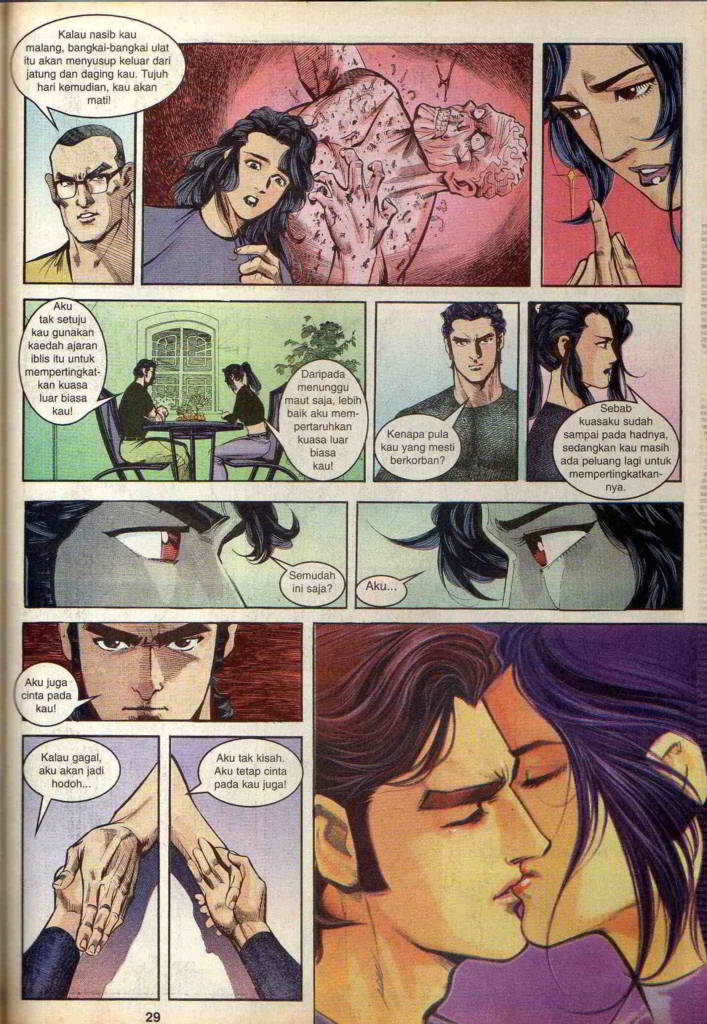 Kalau nasib kau
malang, bangkai-bangkai ulat
itu akan menyusup keluar dari
jatung dan daging kau. Tujuh
hari kemudian, kau akan
mati!
Aku
tak setuju
kau gunakan
kaedah ajaran
iblis itu untuk
mempertingkat-
kan kuasa
luar biasa
kau!
Daripada
menunggu
maut saja, lebih
baik aku mem-
pertaruhkan
kuasa luar
biasa
kau!
Kenapa pula
kau yang mesti
berkorban?
Sebab
kuasaku sudah
sampai pada hadnya,
sedangkan kau masih
ada peluang lagi untuk
mempertingkatkan-
nya.
Semudah
ini saja?
Aku...
Aku juga
cinta pada
kau!
Kalau gagal,
aku akan jadi
hodoh...
Aku tak kisah.
Aku tetap cinta
pada kau juga!
29